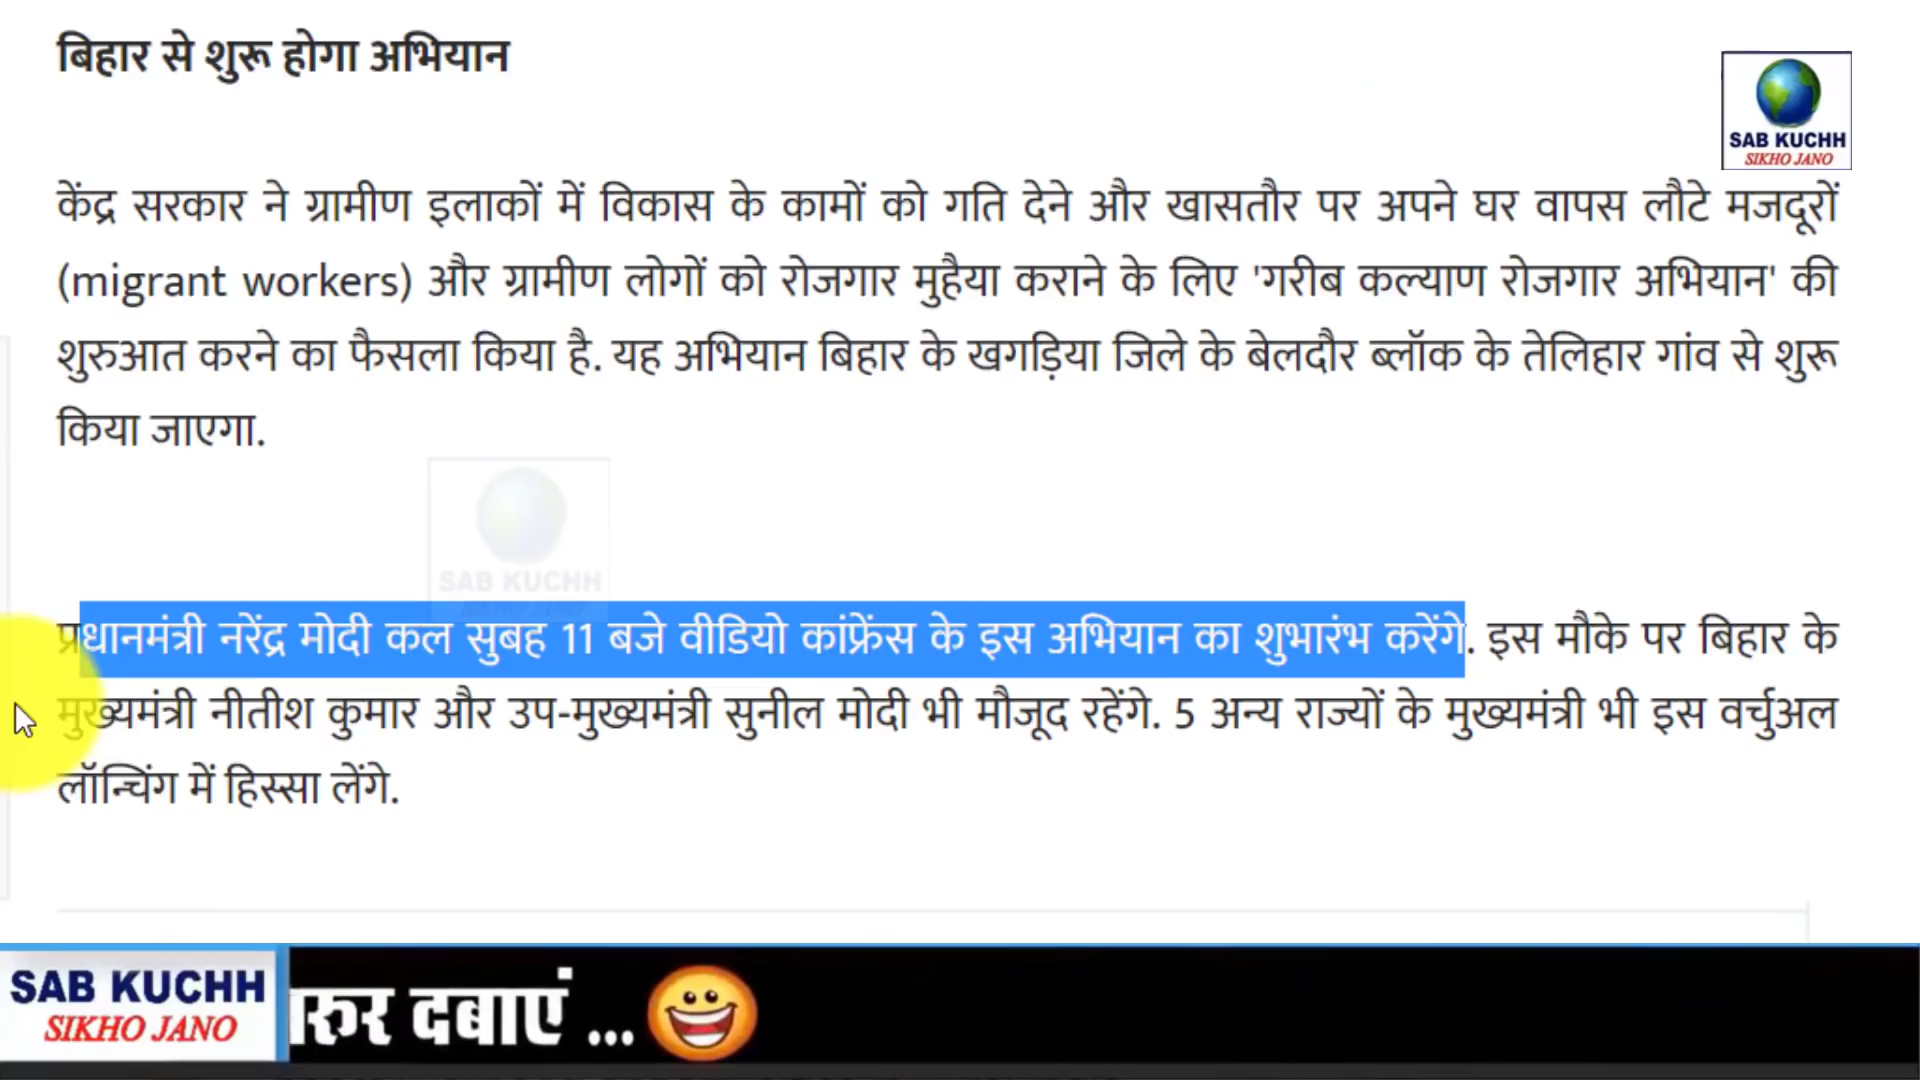 बिहार से शुरू होगा अभियान
SAB KUCHH
SIKHO JANO
केंद्र सरकार ने ग्रामीण इलाकों में विकास के कामों को गति देने और खासतौर पर अपने घर वापस लौटे मजदूरों
(migrant workers) और ग्रामीण लोगों को रोजगार मुहैया कराने के लिए 'गरीब कल्याण रोजगार अभियान' की
शुरुआत करने का फैसला किया है. यह अभियान बिहार के खगड़िया जिले के बेलदौर ब्लॉक के तेलिहार गांव से शुरू
किया जाएगा.
SAB KUCHH
प्रधानमंत्री नरेंद्र मोदी कल सुबह 11 बजे वीडियो कांफ्रेंस के इस अभियान का शुभारंभ करेंगे. इस मौके पर बिहार के
मुख्यमंत्री नीतीश कुमार और उप-मुख्यमंत्री सुनील मोदी भी मौजूद रहेंगे. 5 अन्य राज्यों के मुख्यमंत्री भी इस वर्चुअल
लॉन्चिंग में हिस्सा लेंगे.
SAB KUCHH
SIKHO JANO
रुर दबाएं ...